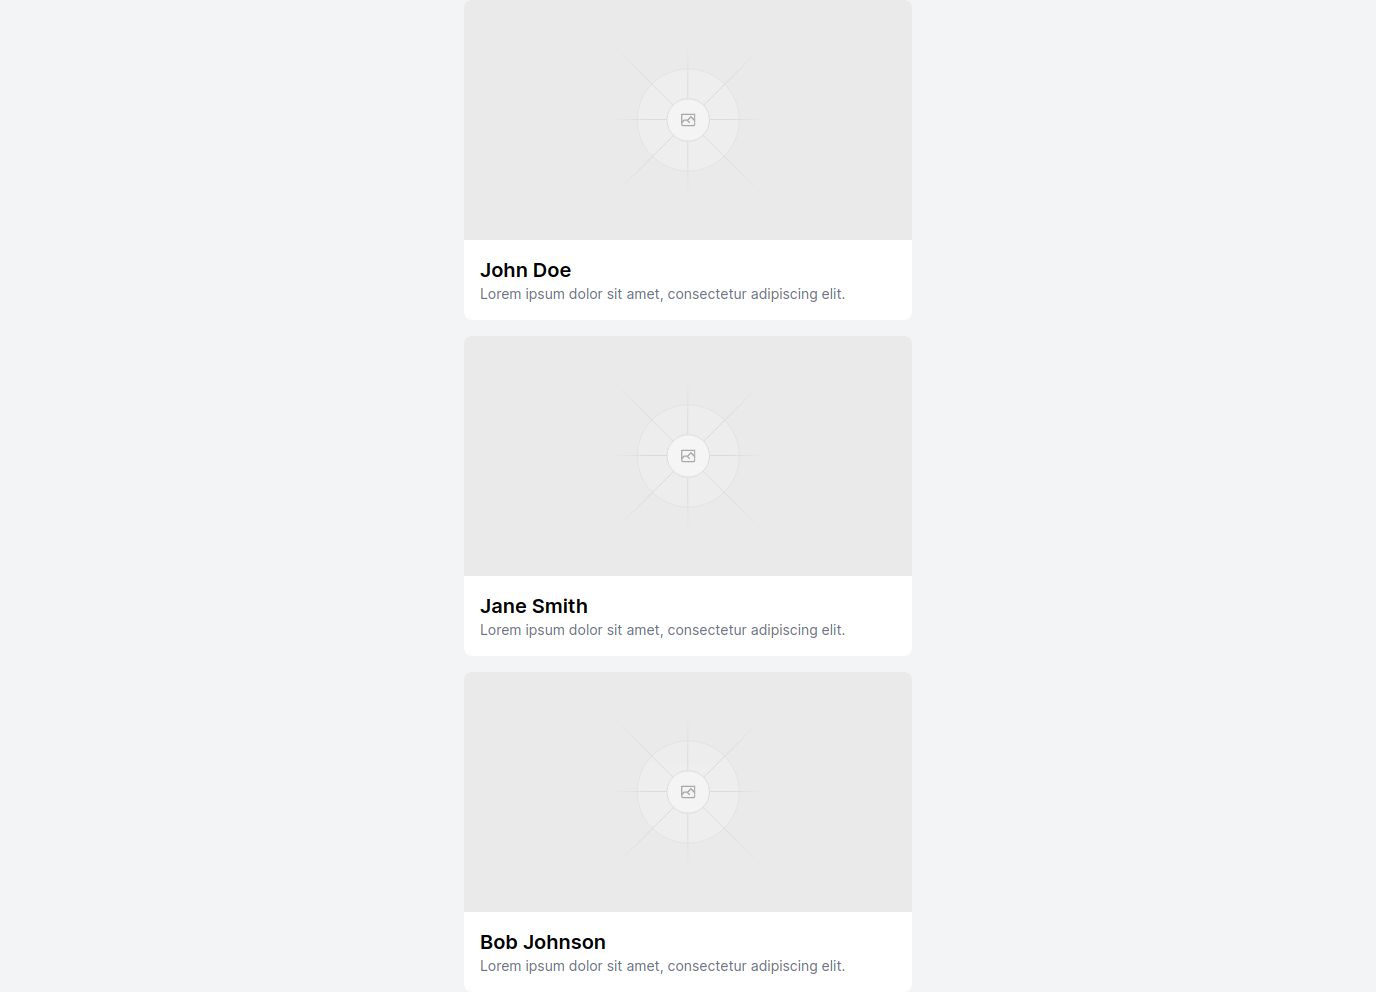 John Doe
Lorem ipsum dolor sit amet, consectetur adipiscing elit.
Jane Smith
Lorem ipsum dolor sit amet, consectetur adipiscing elit.
Bob Johnson
Lorem ipsum dolor sit amet, consectetur adipiscing elit.